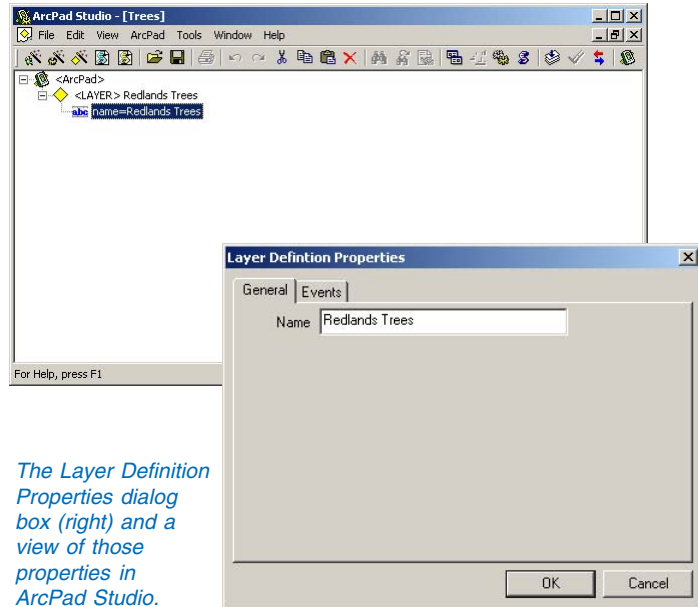 ArcPad Studio - [Trees]
File Edit View ArcPad Tools Window Help
<ArcPad>
<LAYER> Redlands Trees
abc name=Redlands Trees
For Help, press F1
Layer Defintion Properties
General Events
Name Redlands Trees
OK Cancel
The Layer Definition
Properties dialog
box (right) and a
view of those
properties in
ArcPad Studio.